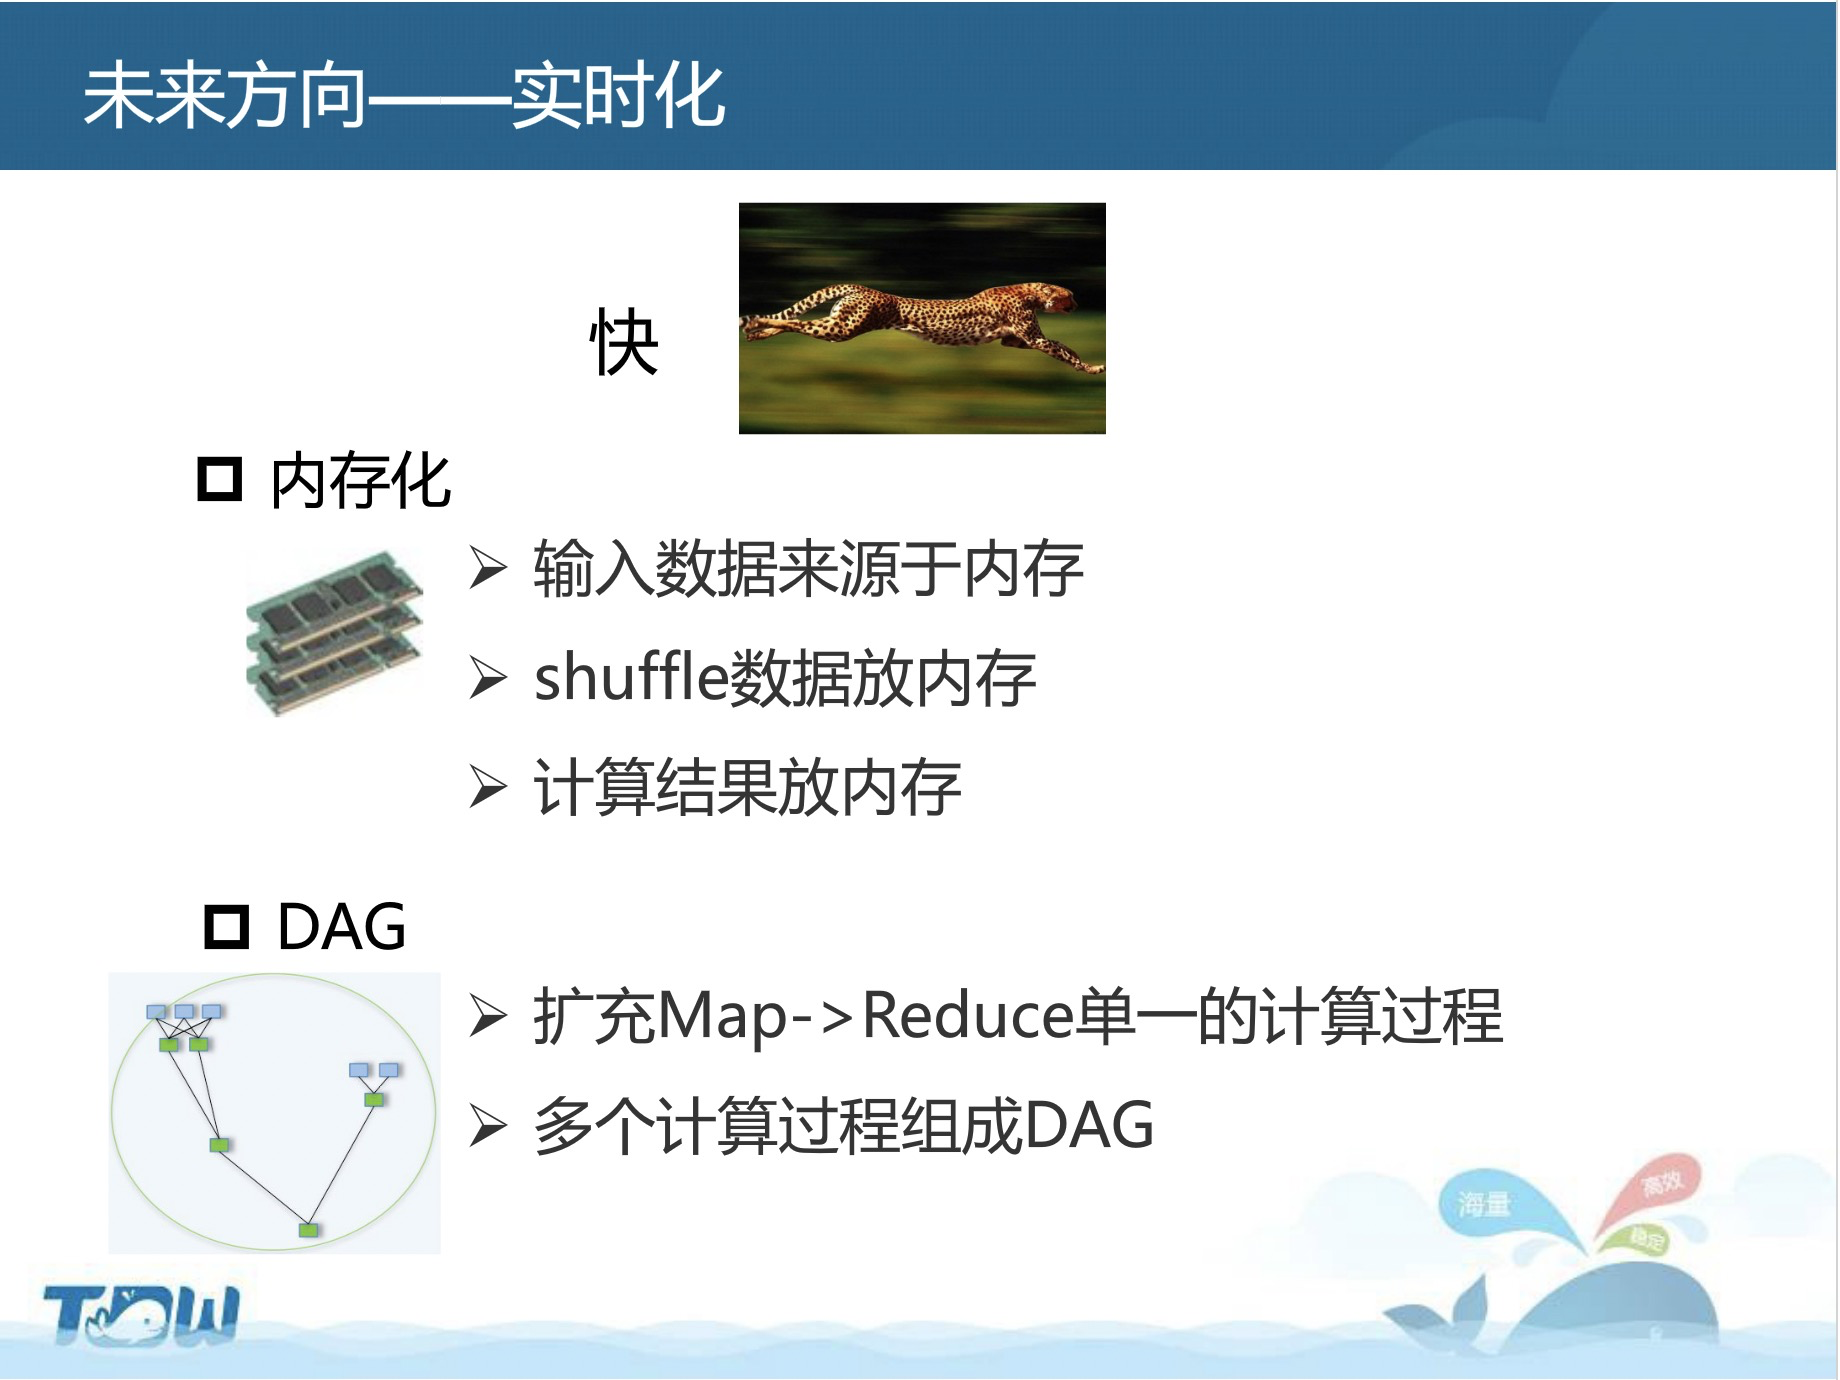 未来方向——实时化
快
内存化
输入数据来源于内存
shuffle数据放内存
计算结果放内存
DAG
扩充Map->Reduce单一的计算过程
多个计算过程组成DAG
海量
高效
稳定
TDW